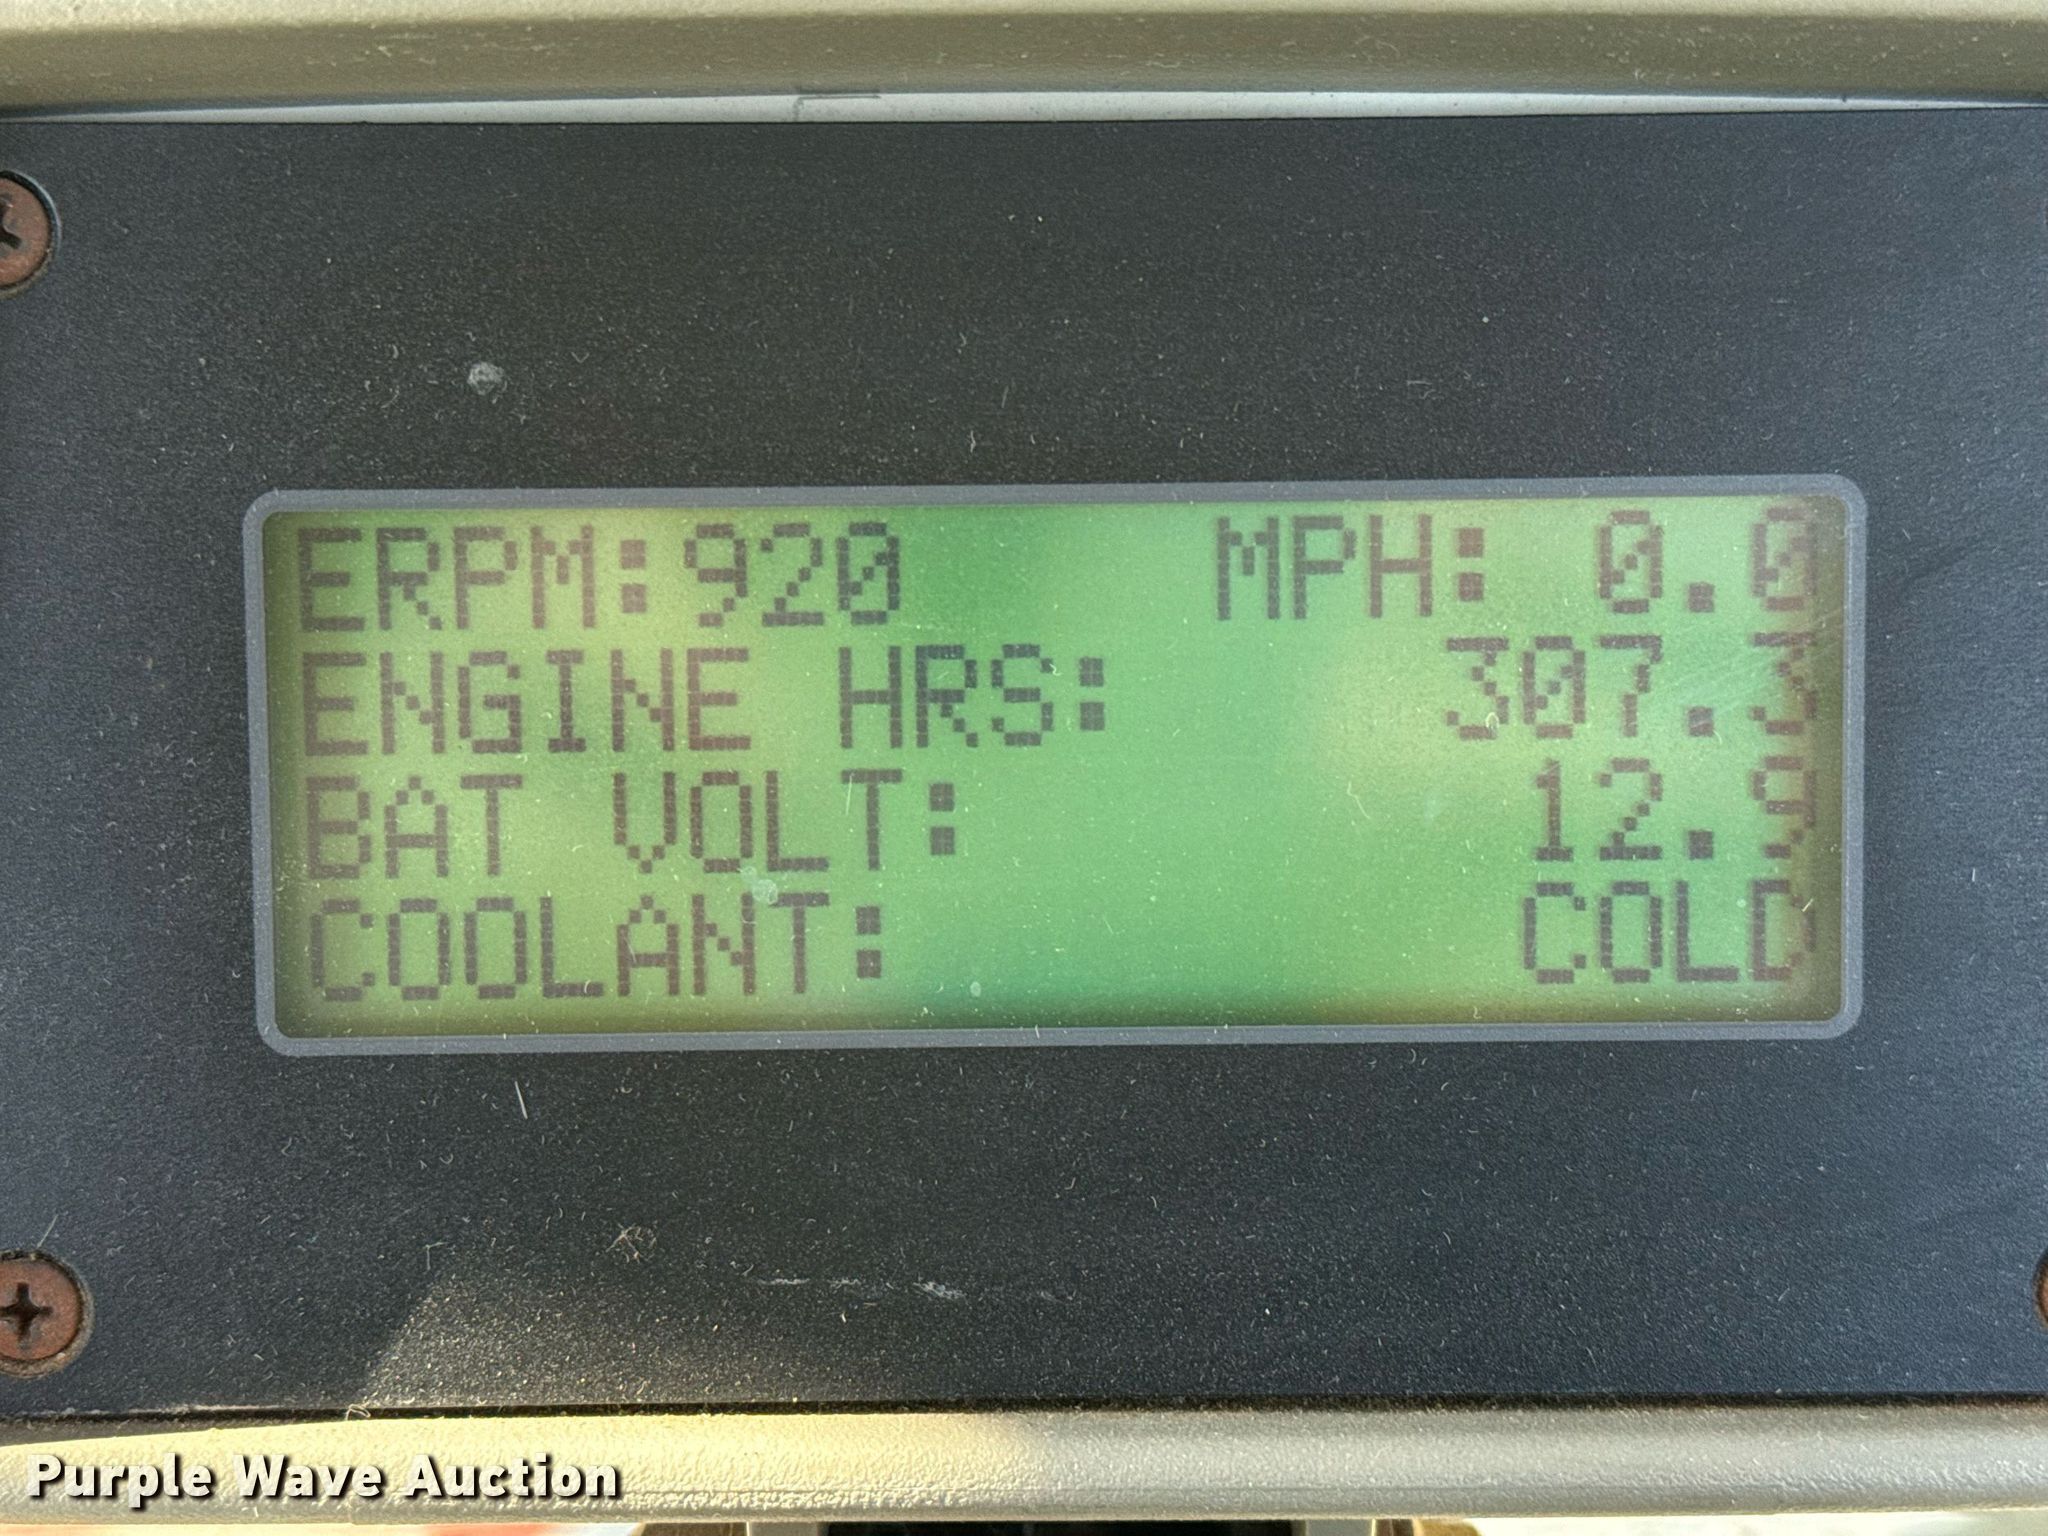 ERPM:920 MPH: 0.0
ENGINE HRS: 307.3
BAT VOLT: 12.9
COOLANT: COLD
Purple Wave Auction